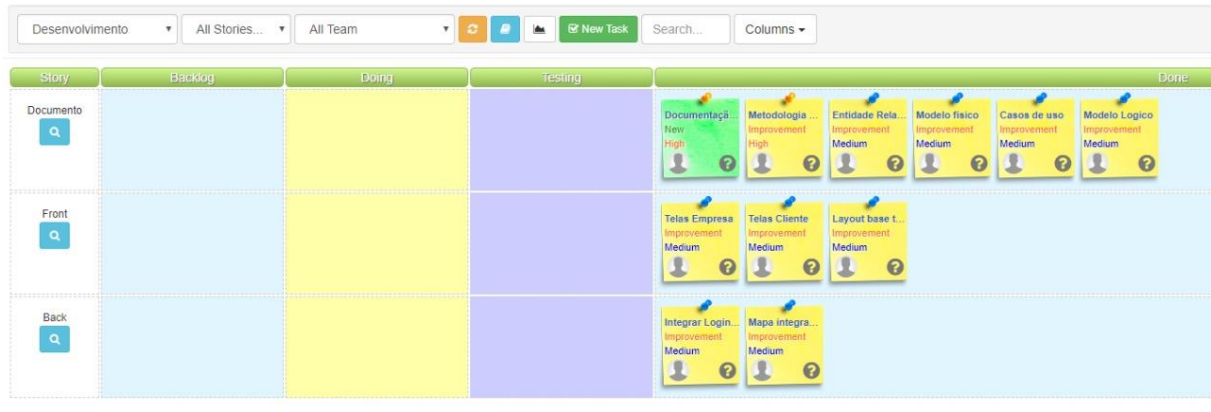 Desenvolvimento All Stories... All Team New Task Search... Columns
Story Backlog Doing Testing Done
Documento
Documentaçã... Metodologia ... Entidade Rela... Modelo físico Casos de uso Modelo Logico
New Improvement Improvement Improvement Improvement Improvement
High High Medium Medium Medium Medium
Front
Telas Empresa Telas Cliente Layout base t...
Improvement Improvement Improvement
Medium Medium Medium
Back
Integrar Login... Mapa integra...
Improvement Improvement
Medium Medium